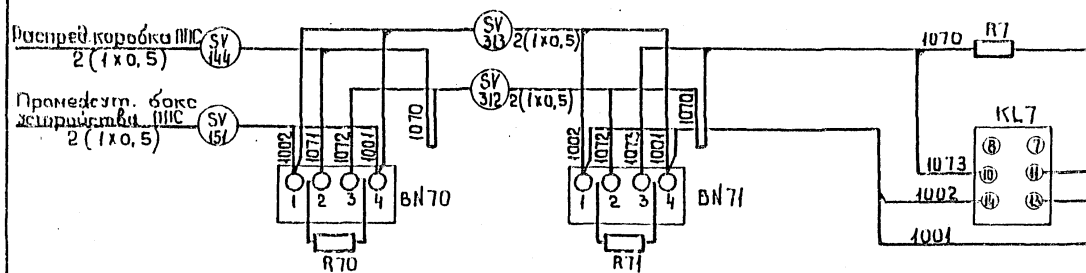 Распред. коробка ППС
2 (1х0,5)
SV
144
SV
313
2(1х0,5)
1070
R7
Промежут. бокс
устройства ППС
2 (1х0,5)
SV
151
SV
312
2(1х0,5)
1002
1071
1072
1001
1070
1002
1072
1073
1001
1070
KL7
8
7
10
11
14
1073
1002
1001
1
2
3
4
BN70
R70
1
2
3
4
BN71
R71